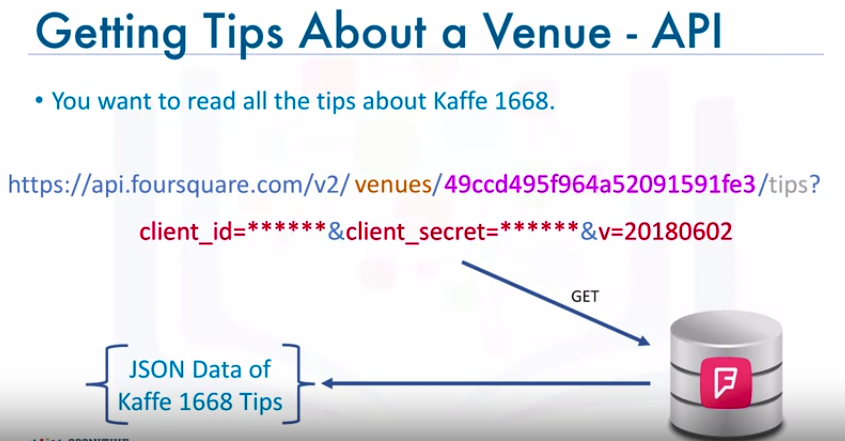 Getting Tips About a Venue - API
• You want to read all the tips about Kaffe 1668.
https://api.foursquare.com/v2/ venues/49ccd495f964a52091591fe3/tips?
client_id=******&client_secret=******&v=20180602
GET
JSON Data of
Kaffe 1668 Tips